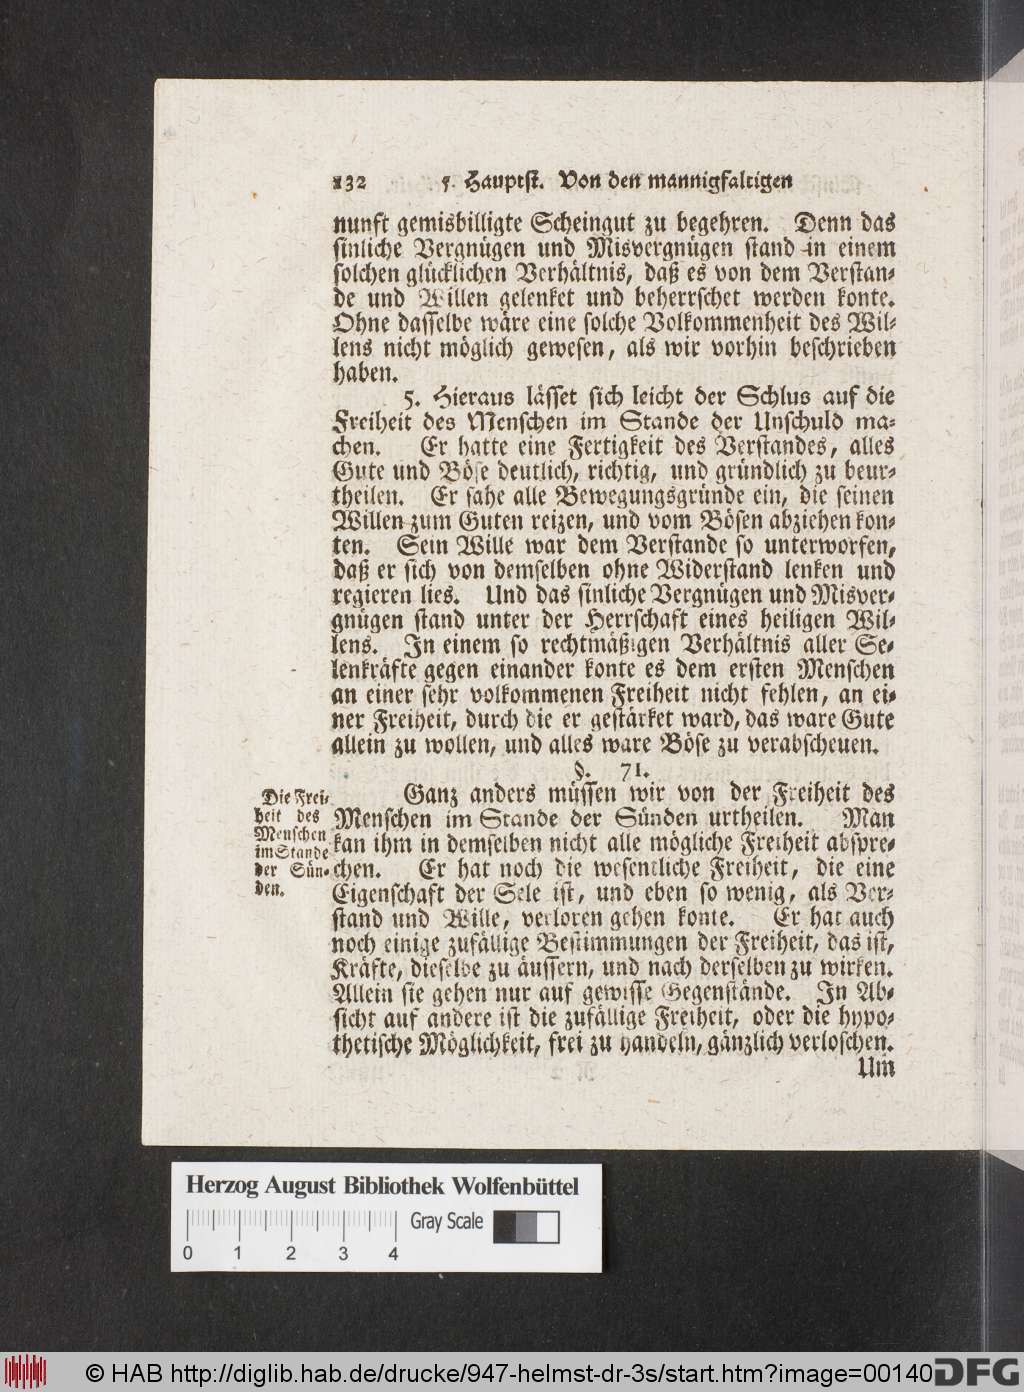 132 5. Hauptst. Von den mannigfaltigen
nunft gemisbilligte Scheingut zu begehren. Denn das
sinliche Vergnügen und Misvergnügen stand in einem
solchen glücklichen Verhältnis, daß es von dem Verstan-
de und Willen gelenket und beherrschet werden konte.
Ohne dasselbe wäre eine solche Volkommenheit des Wil-
lens nicht möglich gewesen, als wir vorhin beschrieben
haben.
5. Hieraus lässet sich leicht der Schlus auf die
Freiheit des Menschen im Stande der Unschuld ma-
chen. Er hatte eine Fertigkeit des Verstandes, alles
Gute und Böse deutlich, richtig, und gründlich zu beur-
theilen. Er sahe alle Bewegungsgründe ein, die seinen
Willen zum Guten reizen, und vom Bösen abziehen kon-
ten. Sein Wille war dem Verstande so unterworfen,
daß er sich von demselben ohne Widerstand lenken und
regieren lies. Und das sinliche Vergnügen und Misver-
gnügen stand unter der Herrschaft eines heiligen Wil-
lens. In einem so rechtmäßigen Verhältnis aller Se-
lenkräfte gegen einander konte es dem ersten Menschen
an einer sehr volkommenen Freiheit nicht fehlen, an ei-
ner Freiheit, durch die er gestärket ward, das ware Gute
allein zu wollen, und alles ware Böse zu verabscheuen.
§. 71.
Die Frei-
heit des
Menschen
im Stande
der Sün-
den.
Ganz anders müssen wir von der Freiheit des
Menschen im Stande der Sünden urtheilen. Man
kan ihm in demselben nicht alle mögliche Freiheit abspre-
chen. Er hat noch die wesentliche Freiheit, die eine
Eigenschaft der Sele ist, und eben so wenig, als Ver-
stand und Wille, verloren gehen konte. Er hat auch
noch einige zufällige Bestimmungen der Freiheit, das ist,
Kräfte, dieselbe zu äussern, und nach derselben zu wirken.
Allein sie gehen nur auf gewisse Gegenstände. In Ab-
sicht auf andere ist die zufällige Freiheit, oder die hypo-
thetische Möglichkeit, frei zu handeln, gänzlich verloschen.
Um
Herzog August Bibliothek Wolfenbüttel
Gray Scale
0 1 2 3 4
© HAB http://diglib.hab.de/drucke/947-helmst-dr-3s/start.htm?image=00140
DFG